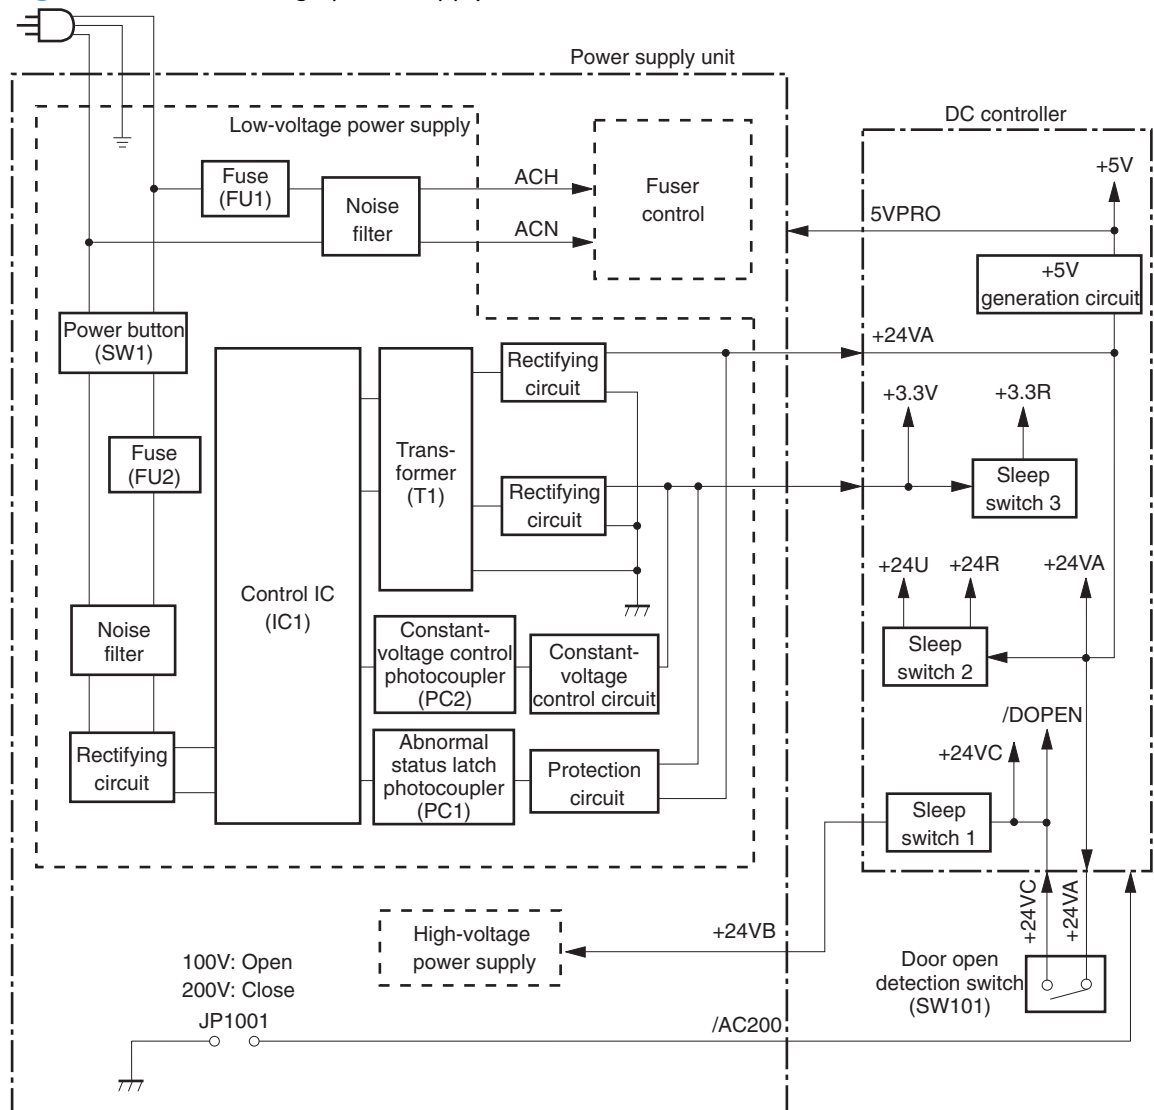 Power supply unit
Low-voltage power supply
DC controller
Fuse
(FU1)
Noise
filter
ACH
ACN
Fuser
control
+5V
5VPRO
+5V
generation circuit
Power button
(SW1)
+24VA
Rectifying
circuit
+3.3V
+3.3R
Fuse
(FU2)
Trans-
former
(T1)
Rectifying
circuit
Sleep
switch 3
Control IC
(IC1)
+24U
+24R
+24VA
Noise
filter
Constant-
voltage control
photocoupler
(PC2)
Constant-
voltage
control circuit
Sleep
switch 2
/DOPEN
+24VC
Rectifying
circuit
Abnormal
status latch
photocoupler
(PC1)
Protection
circuit
Sleep
switch 1
+24VC
+24VA
High-voltage
power supply
+24VB
Door open
detection switch
(SW101)
100V: Open
200V: Close
JP1001
/AC200